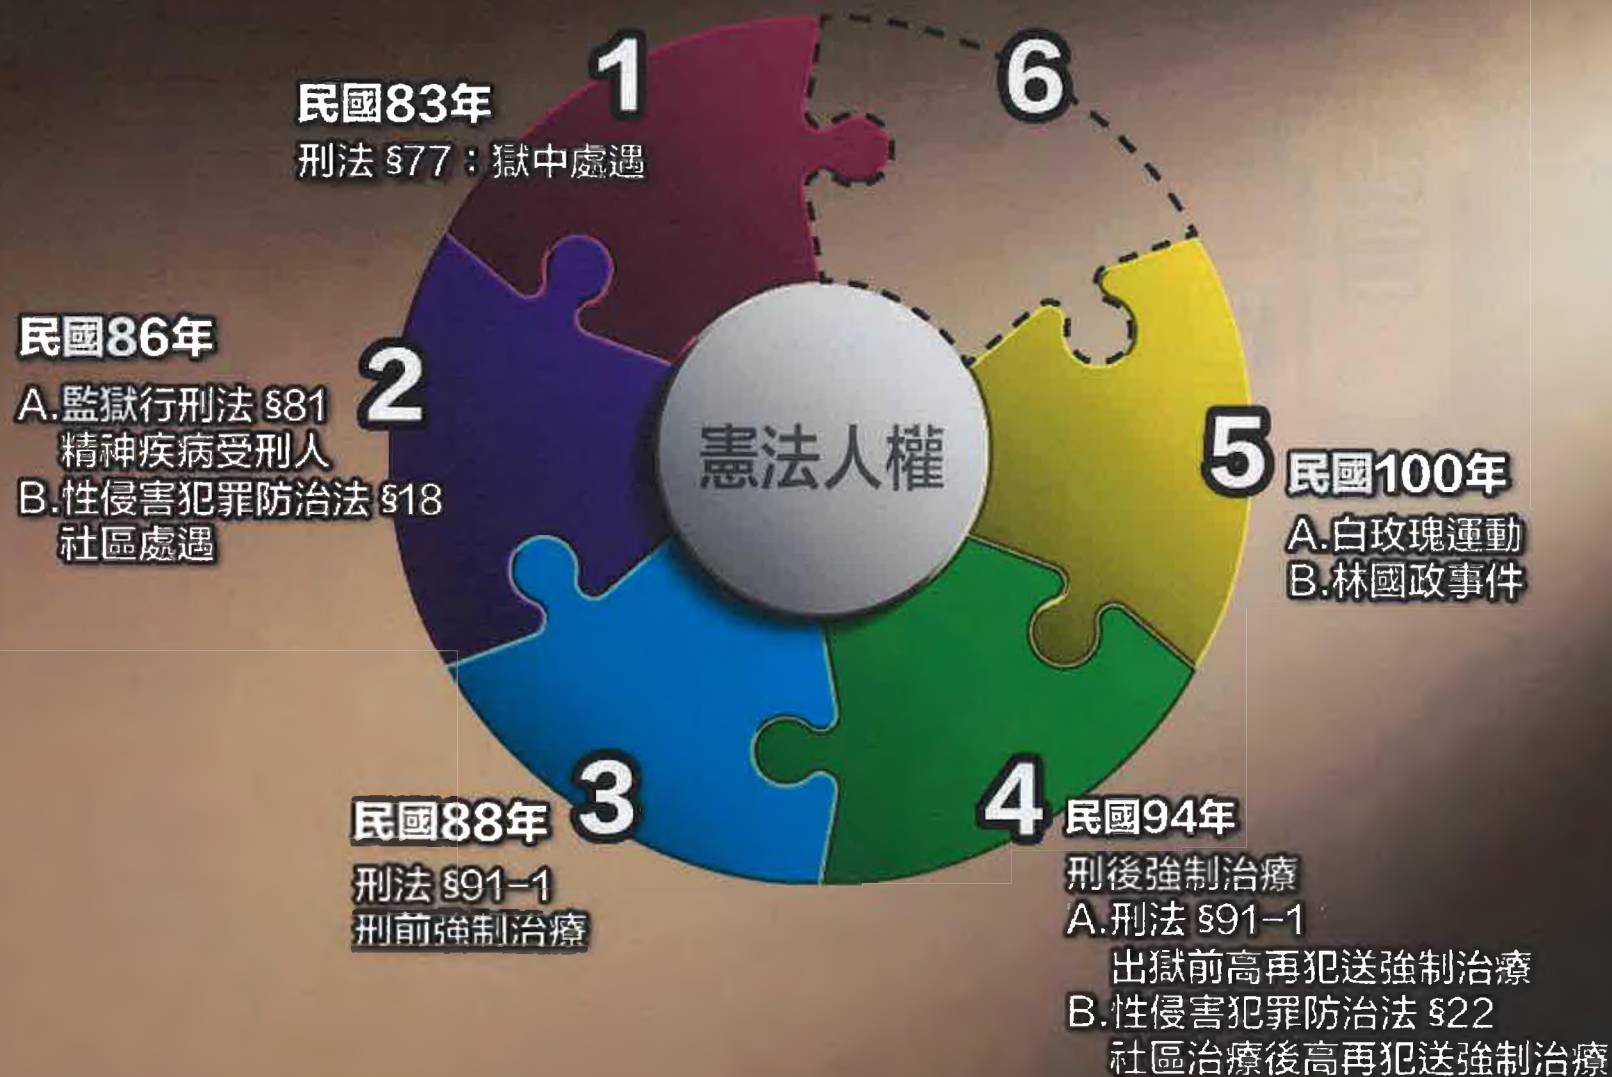 1
民國83年
刑法 §77：獄中處遇
2
民國86年
A.監獄行刑法 §81
精神疾病受刑人
B.性侵害犯罪防治法 §18
社區處遇
3
民國88年
刑法 §91-1
刑前強制治療
4
民國94年
刑後強制治療
A.刑法 §91-1
出獄前高再犯送強制治療
B.性侵害犯罪防治法 §22
社區治療後高再犯送強制治療
5
民國100年
A.白玫瑰運動
B.林國政事件
6
憲法人權